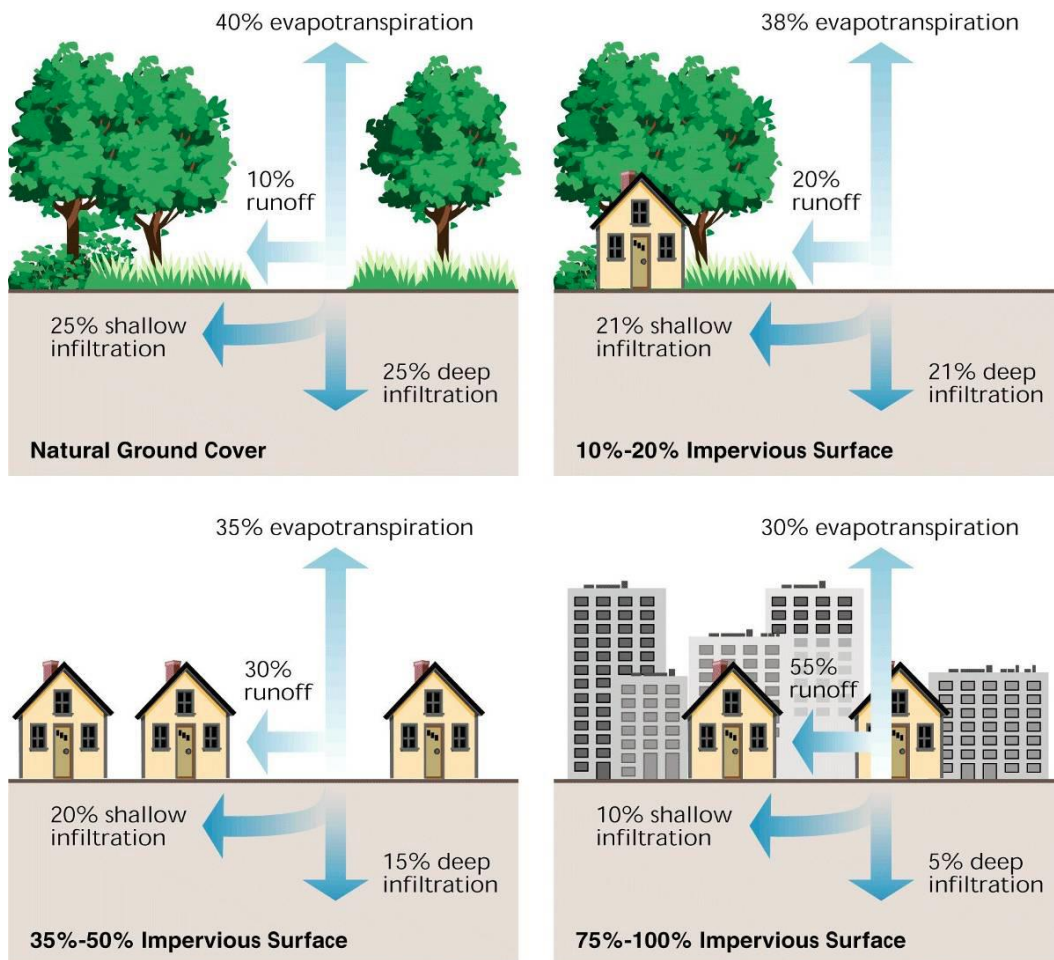 40% evapotranspiration
10%
runoff
25% shallow
infiltration
25% deep
infiltration
Natural Ground Cover
38% evapotranspiration
20%
runoff
21% shallow
infiltration
21% deep
infiltration
10%-20% Impervious Surface
35% evapotranspiration
30%
runoff
20% shallow
infiltration
15% deep
infiltration
35%-50% Impervious Surface
30% evapotranspiration
55%
runoff
10% shallow
infiltration
5% deep
infiltration
75%-100% Impervious Surface